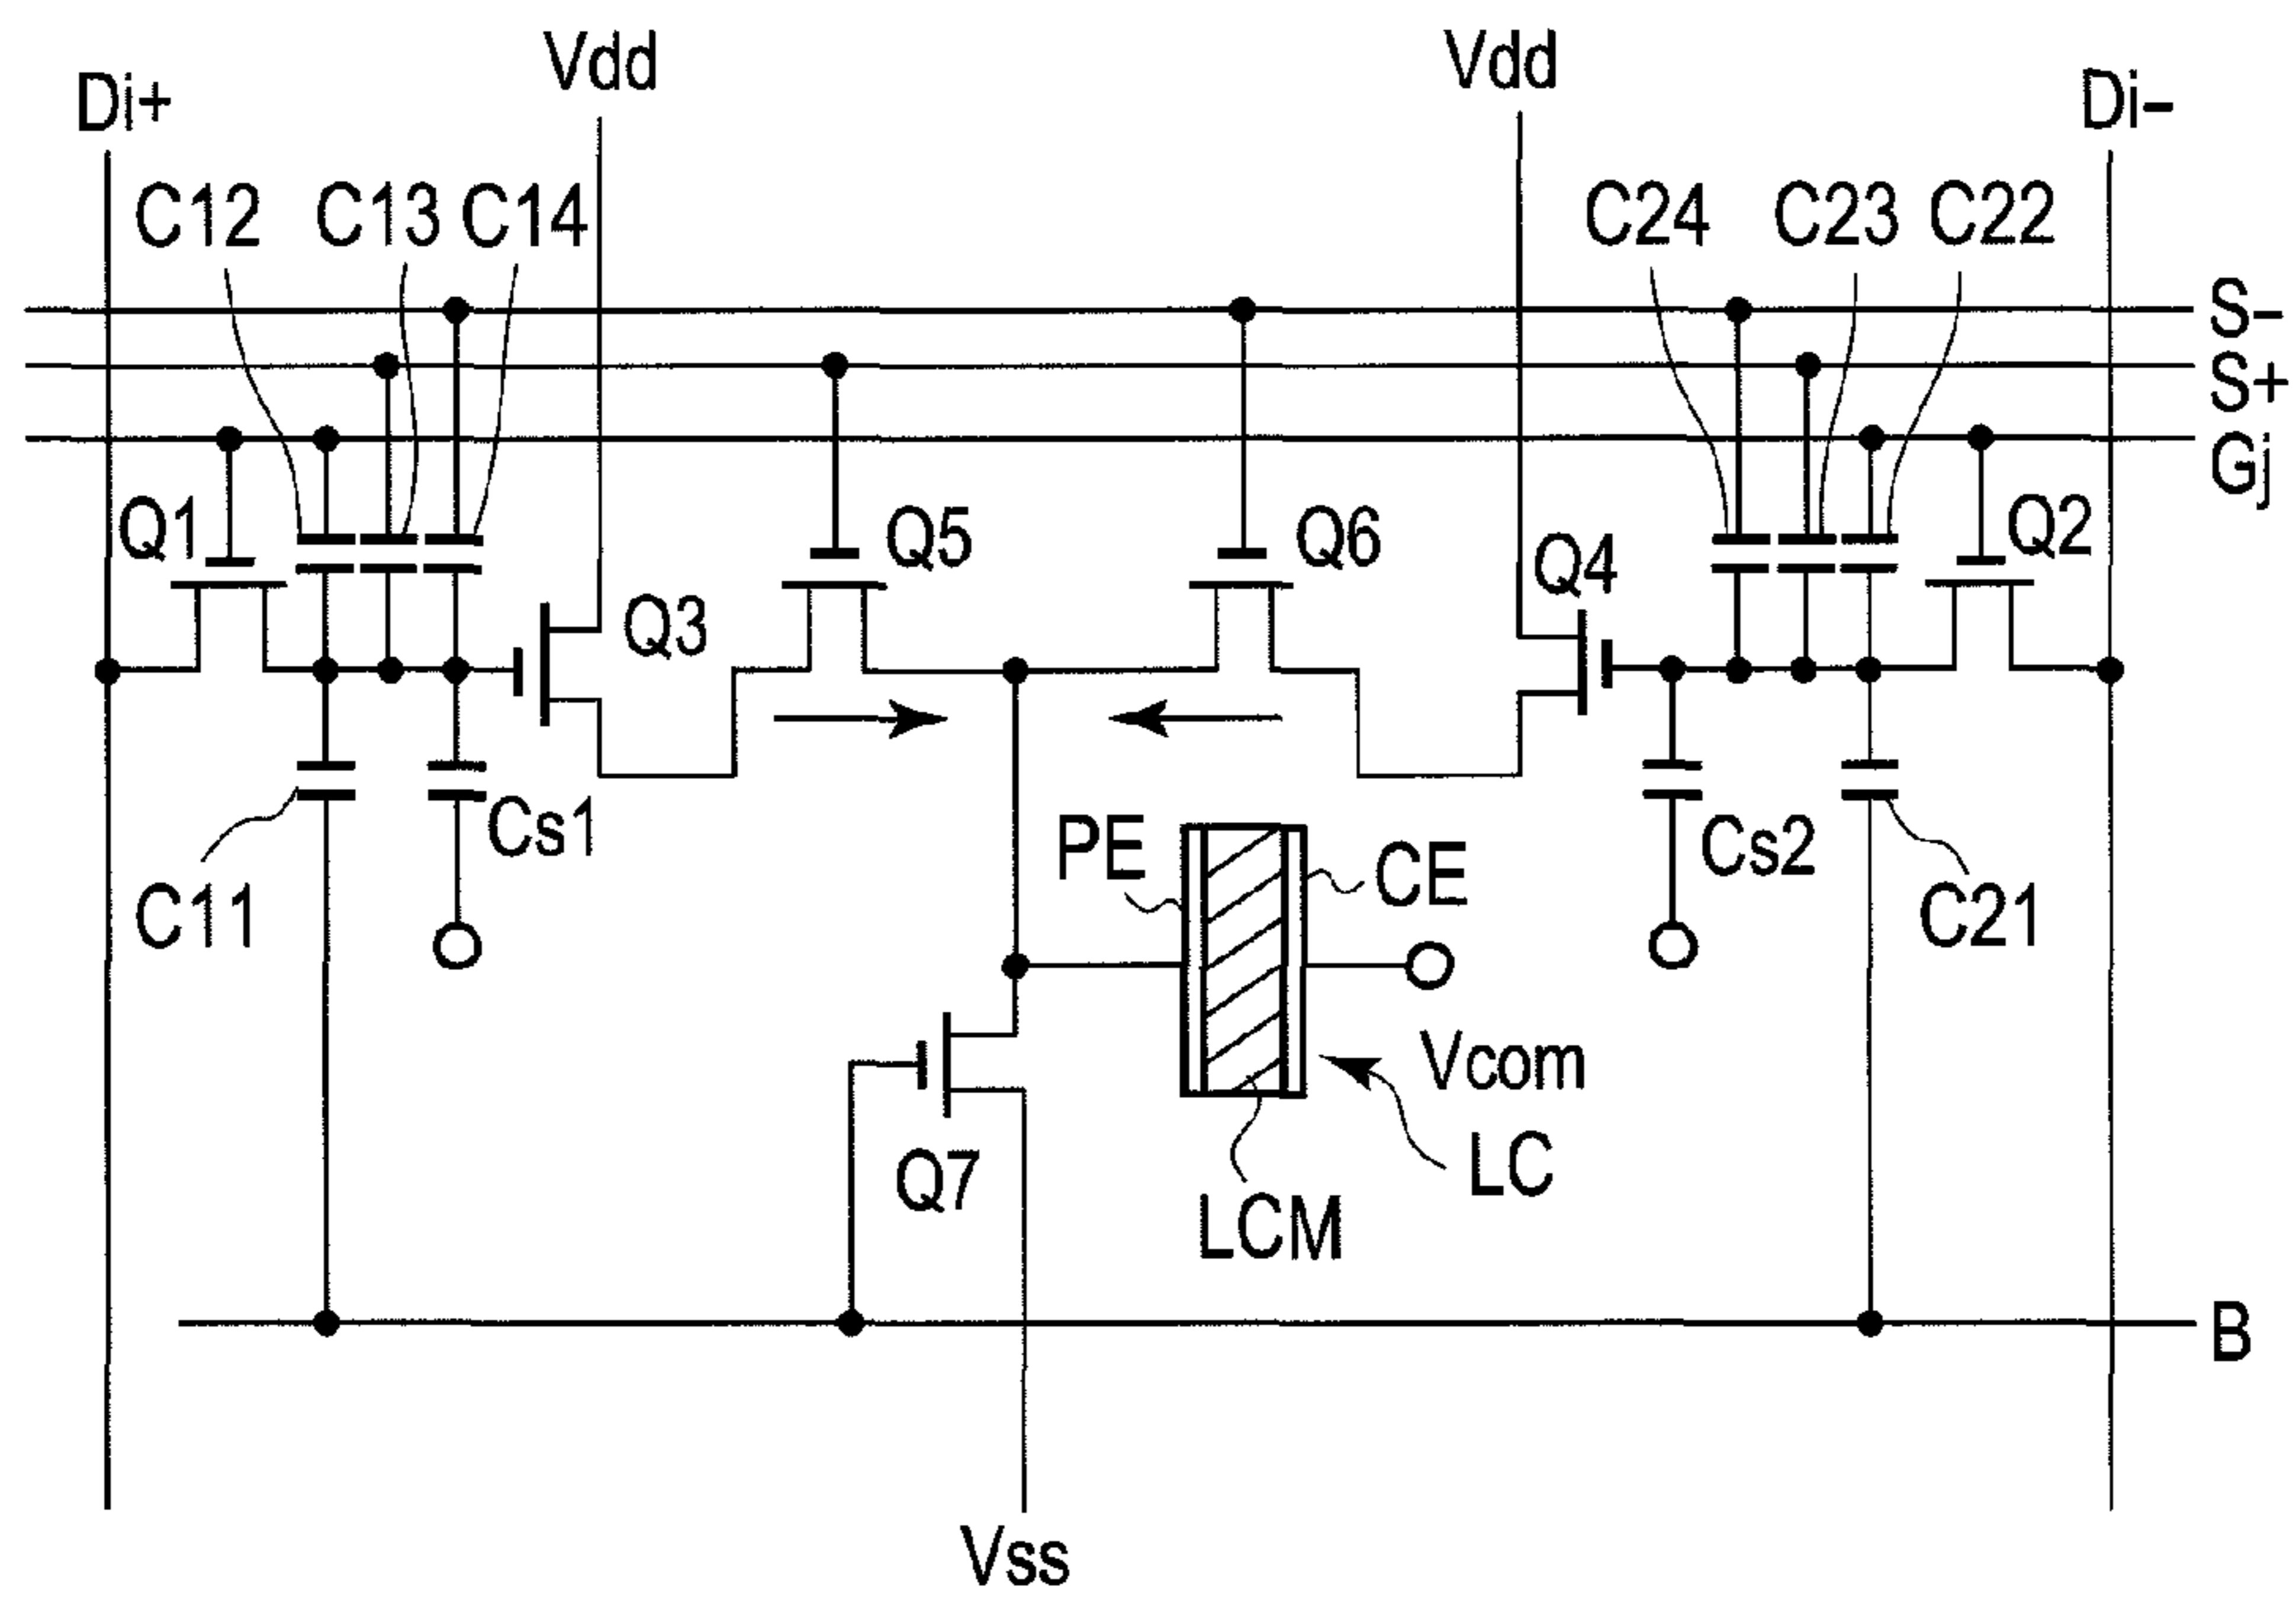 Vdd Vdd
Di+ Di-
C12 C13 C14 C24 C23 C22
S-
S+
Gj
Q1 Q5 Q6 Q4 Q2
Q3
Cs1 PE CE Cs2
C11 C21
Vcom
Q7 LCM LC
B
Vss